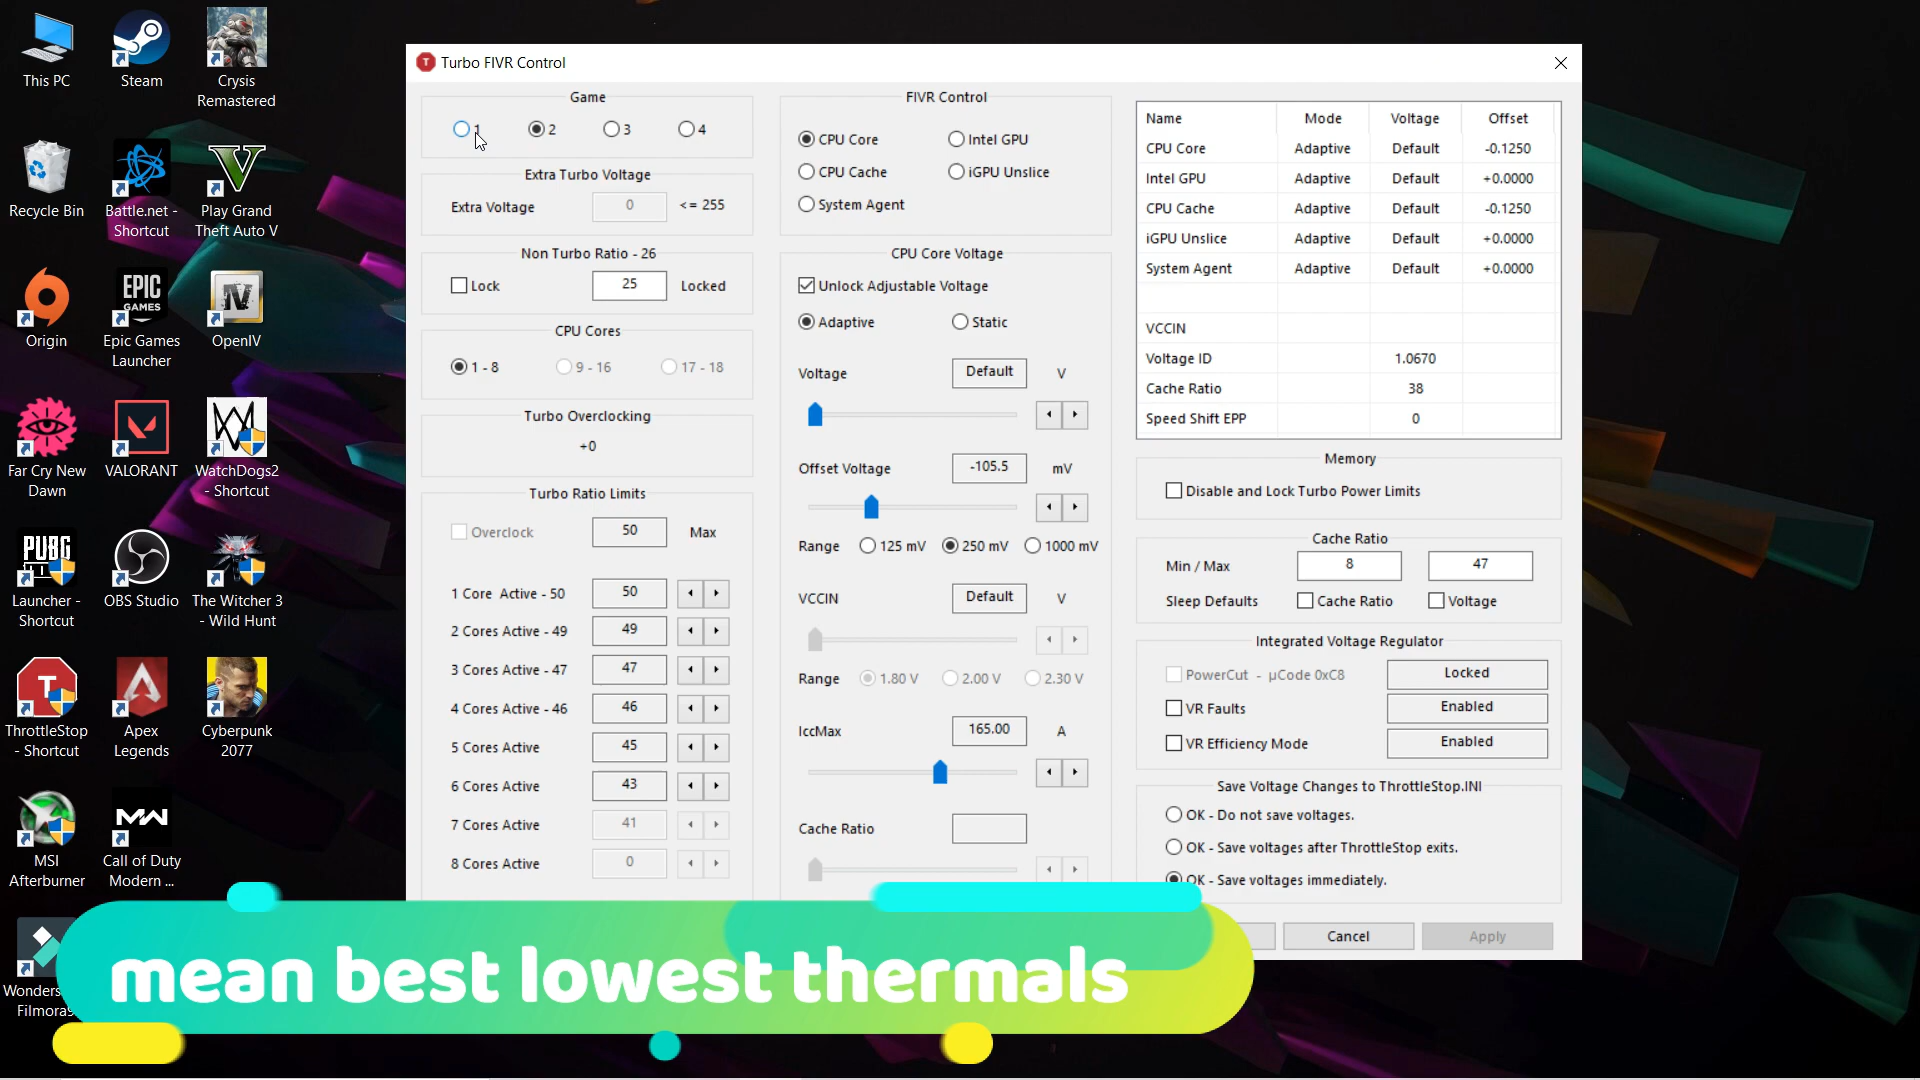 This PC
Steam
Crysis
Remastered
Recycle Bin
Battle.net -
Shortcut
Play Grand
Theft Auto V
Origin
EPIC
GAMES
Epic Games
Launcher
OpenIV
Far Cry New
Dawn
VALORANT
WatchDogs2
- Shortcut
PUBG
Launcher -
Shortcut
OBS Studio
The Witcher 3
- Wild Hunt
T
ThrottleStop
- Shortcut
Apex
Legends
Cyberpunk
2077
MSI
Afterburner
MW
Call of Duty
Modern ...
Wonders
Filmora9
T Turbo FIVR Control
Game
1 2 3 4
Extra Turbo Voltage
Extra Voltage 0 <= 255
Non Turbo Ratio - 26
Lock 25 Locked
CPU Cores
1 - 8 9 - 16 17 - 18
Turbo Overclocking
+0
Turbo Ratio Limits
Overclock 50 Max
1 Core Active - 50 50
2 Cores Active - 49 49
3 Cores Active - 47 47
4 Cores Active - 46 46
5 Cores Active 45
6 Cores Active 43
7 Cores Active 41
8 Cores Active 0
FIVR Control
CPU Core Intel GPU
CPU Cache iGPU Unslice
System Agent
CPU Core Voltage
Unlock Adjustable Voltage
Adaptive Static
Voltage Default V
Offset Voltage -105.5 mV
Range 125 mV 250 mV 1000 mV
VCCIN Default V
Range 1.80 V 2.00 V 2.30 V
IccMax 165.00 A
Cache Ratio
Name Mode Voltage Offset
CPU Core Adaptive Default -0.1250
Intel GPU Adaptive Default +0.0000
CPU Cache Adaptive Default -0.1250
iGPU Unslice Adaptive Default +0.0000
System Agent Adaptive Default +0.0000
VCCIN
Voltage ID 1.0670
Cache Ratio 38
Speed Shift EPP 0
Memory
Disable and Lock Turbo Power Limits
Cache Ratio
Min / Max 8 47
Sleep Defaults Cache Ratio Voltage
Integrated Voltage Regulator
PowerCut - µCode 0xC8 Locked
VR Faults Enabled
VR Efficiency Mode Enabled
Save Voltage Changes to ThrottleStop.INI
OK - Do not save voltages.
OK - Save voltages after ThrottleStop exits.
OK - Save voltages immediately.
Cancel Apply
mean best lowest thermals